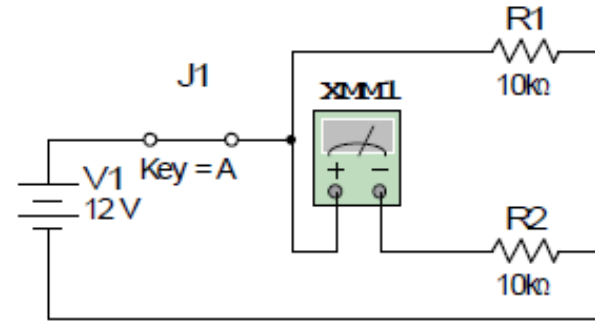 R1
10kΩ
J1
XMM1
Key = A
V1
12 V
+ −
R2
10kΩ